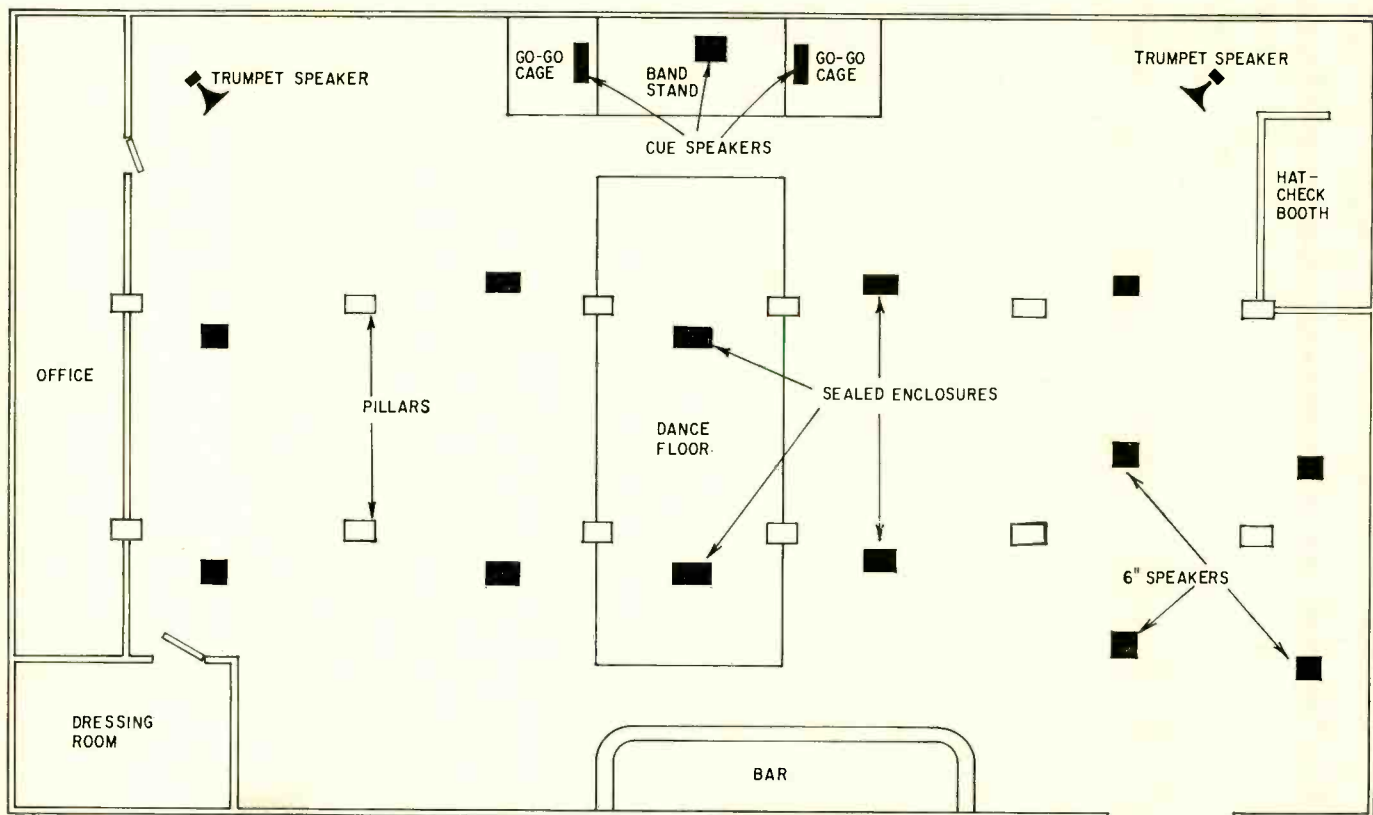 TRUMPET SPEAKER
GO-GO
CAGE
BAND
STAND
GO-GO
CAGE
TRUMPET SPEAKER
CUE SPEAKERS
HAT-
CHECK
BOOTH
OFFICE
PILLARS
SEALED ENCLOSURES
DANCE
FLOOR
6" SPEAKERS
DRESSING
ROOM
BAR